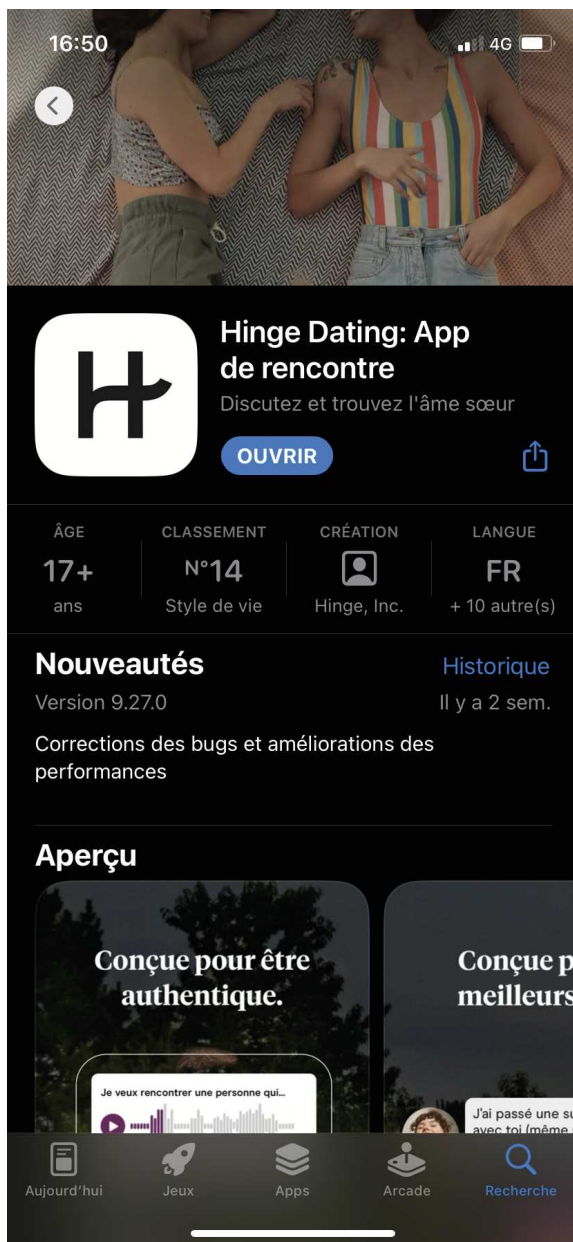 16:50
4G
Hinge Dating: App
de rencontre
Discutez et trouvez l'âme sœur
OUVRIR
ÂGE
CLASSEMENT
CRÉATION
LANGUE
17+
N°14
FR
ans
Style de vie
Hinge, Inc.
+ 10 autre(s)
Nouveautés
Historique
Version 9.27.0
Il y a 2 sem.
Corrections des bugs et améliorations des
performances
Aperçu
Conçue pour être
authentique.
Je veux rencontrer une personne qui...
Conçue p
meilleurs
J'ai passé une su
avec toi (même
Aujourd'hui
Jeux
Apps
Arcade
Recherche